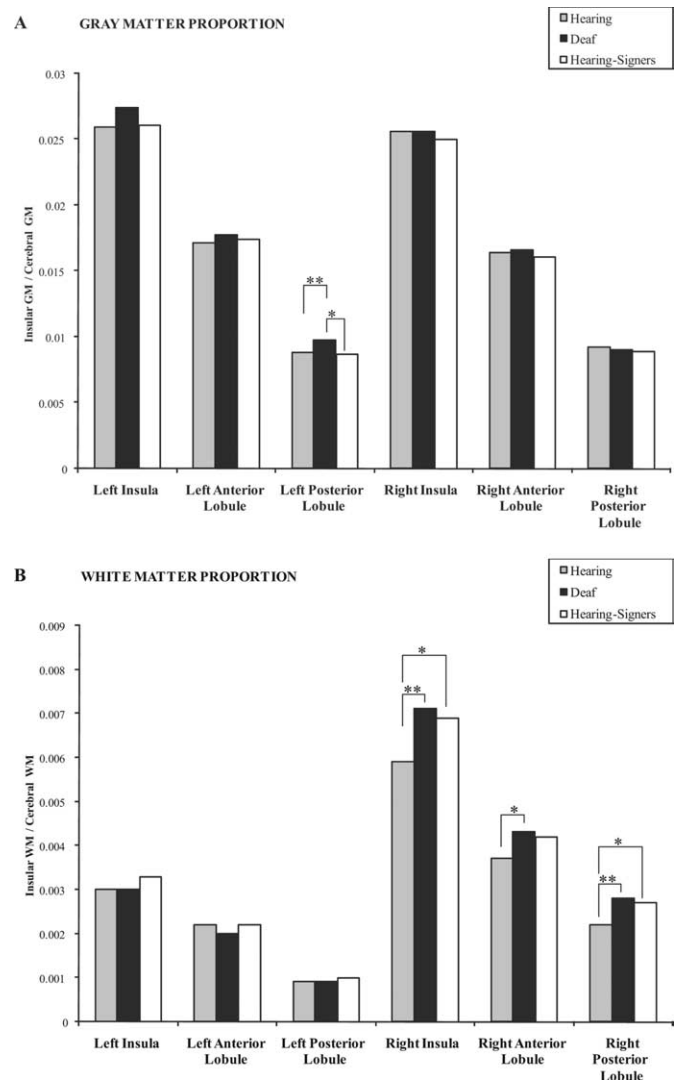 A GRAY MATTER PROPORTION
Hearing
Deaf
Hearing-Signers
Insular GM / Cerebral GM
0.03
0.025
0.02
0.015
0.01
0.005
0
**
*
Left Insula
Left Anterior
Lobule
Left Posterior
Lobule
Right Insula
Right Anterior
Lobule
Right
Posterior
Lobule
B WHITE MATTER PROPORTION
Hearing
Deaf
Hearing-Signers
Insular WM / Cerebral WM
0.009
0.008
0.007
0.006
0.005
0.004
0.003
0.002
0.001
0
*
**
*
*
**
Left Insula
Left Anterior
Lobule
Left Posterior
Lobule
Right Insula
Right Anterior
Lobule
Right
Posterior
Lobule